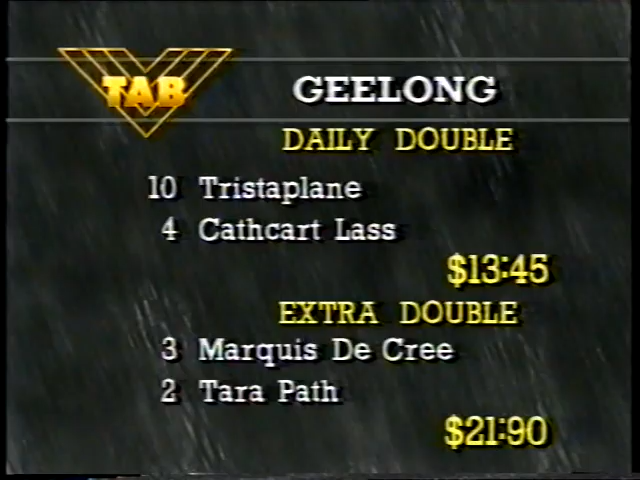 TAB
GEELONG
DAILY DOUBLE
10 Tristaplane
4 Cathcart Lass
$13:45
EXTRA DOUBLE
3 Marquis De Cree
2 Tara Path
$21:90